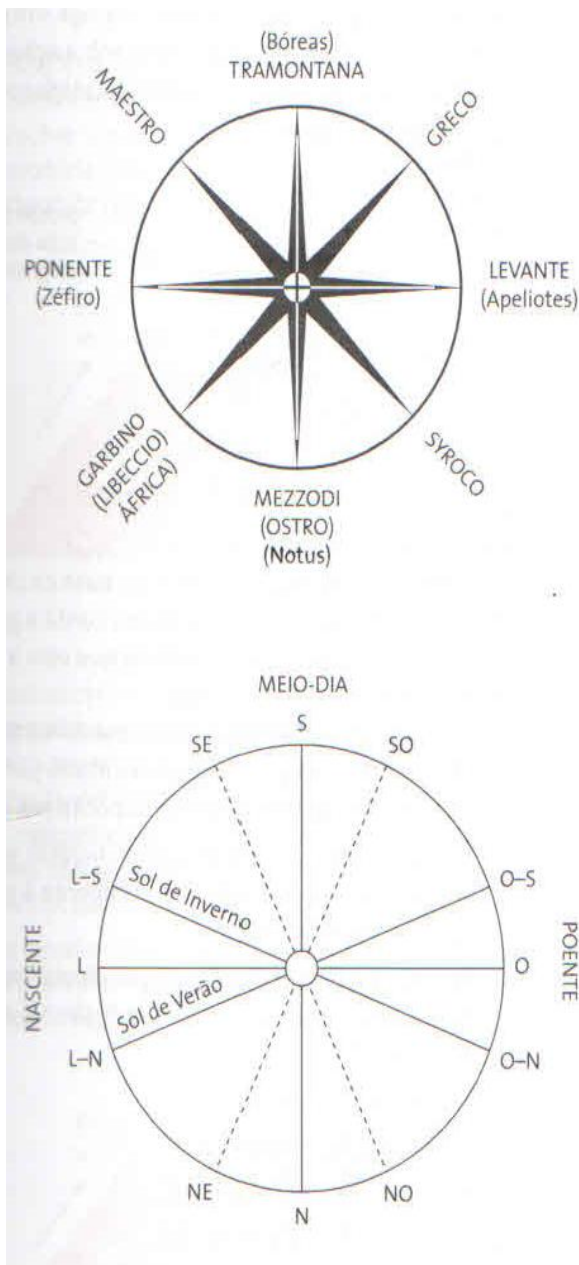 (Bóreas)
TRAMONTANA
MAESTRO
GRECO
PONENTE
(Zéfiro)
LEVANTE
(Apeliotes)
GARBINO
(LIBECCIO)
ÁFRICA)
SYROCO
MEZZODI
(OSTRO)
(Notus)
MEIO-DIA
S
SE
SO
L–S
Sol de Inverno
O–S
NASCENTE
L
O
POENTE
Sol de Verão
L–N
O–N
NE
NO
N